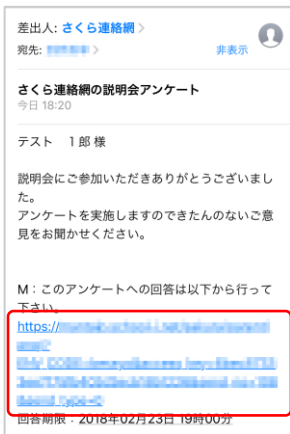 差出人: さくら連絡網
宛先:
非表示
さくら連絡網の説明会アンケート
今日 18:20
テスト 1郎 様
説明会にご参加いただきありがとうございまし
た。
アンケートを実施しますのできたんのないご意
見をお聞かせください。
M：このアンケートへの回答は以下から行って
下さい。
https://
回答期限：2018年02月23日 19時00分